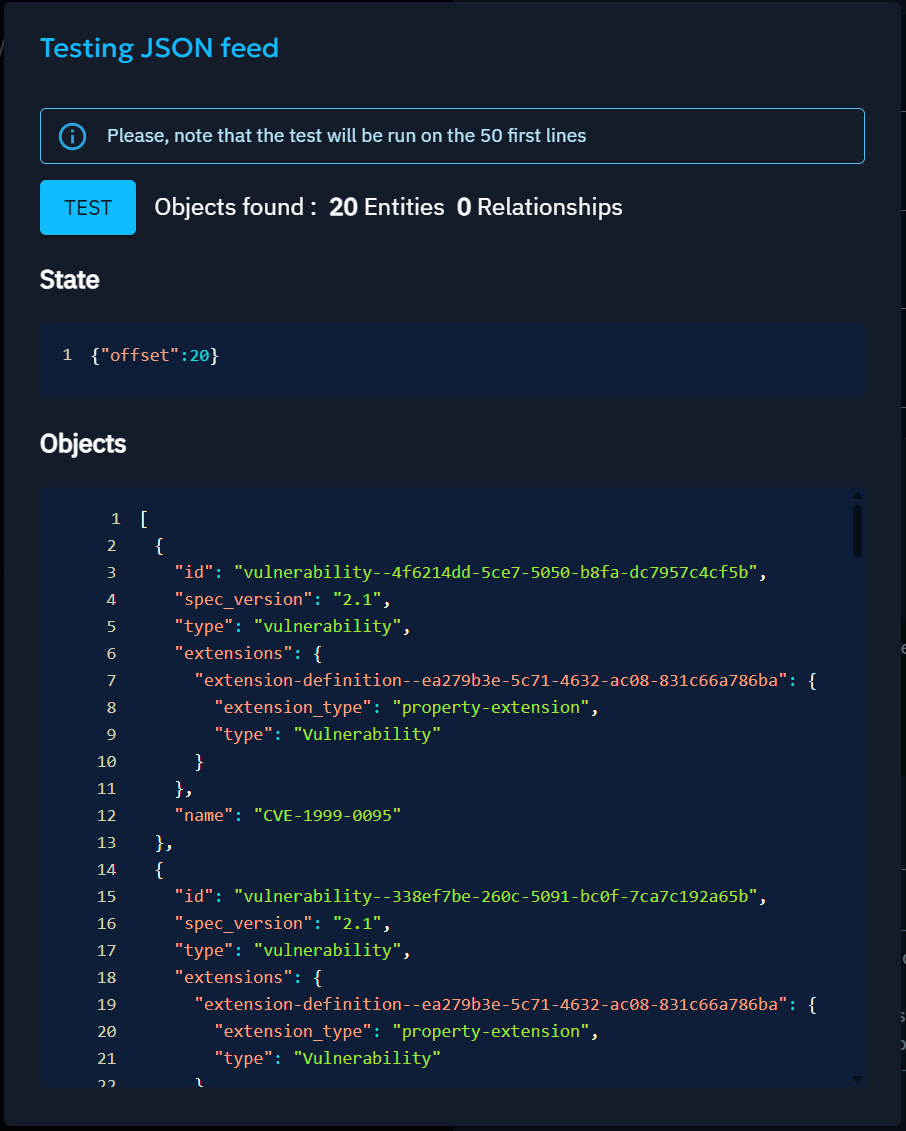 Testing JSON feed
Please, note that the test will be run on the 50 first lines
TEST Objects found : 20 Entities 0 Relationships
State
1 {"offset":20}
Objects
1 [
2 {
3 "id": "vulnerability--4f6214dd-5ce7-5050-b8fa-dc7957c4cf5b",
4 "spec_version": "2.1",
5 "type": "vulnerability",
6 "extensions": {
7 "extension-definition--ea279b3e-5c71-4632-ac08-831c66a786ba": {
8 "extension_type": "property-extension",
9 "type": "Vulnerability"
10 }
11 },
12 "name": "CVE-1999-0095"
13 },
14 {
15 "id": "vulnerability--338ef7be-260c-5091-bc0f-7ca7c192a65b",
16 "spec_version": "2.1",
17 "type": "vulnerability",
18 "extensions": {
19 "extension-definition--ea279b3e-5c71-4632-ac08-831c66a786ba": {
20 "extension_type": "property-extension",
21 "type": "Vulnerability"
22 }